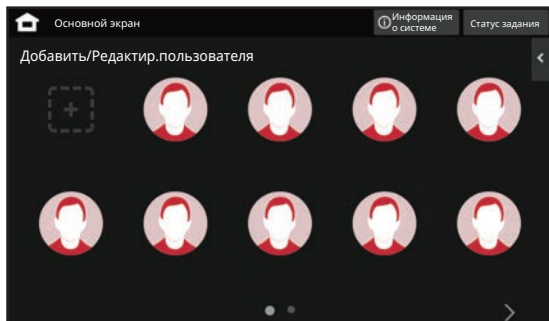 Основной экран
Информация
о системе
Статус задания
Добавить/Редактир.пользователя